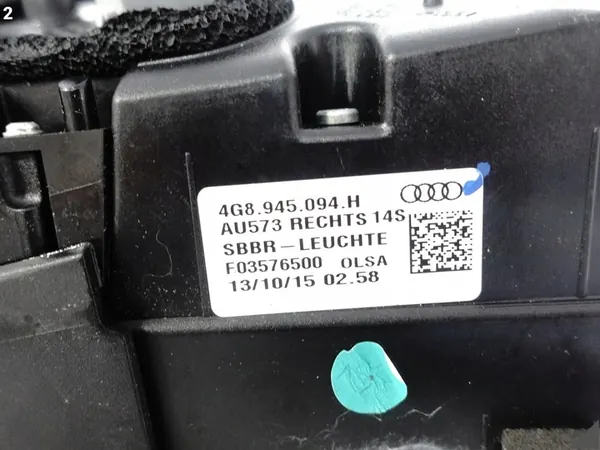 2
4G8.945.094.H
AU573 RECHTS 14S
SBBR-LEUCHTE
F03576500 OLSA
13/10/15 02.58